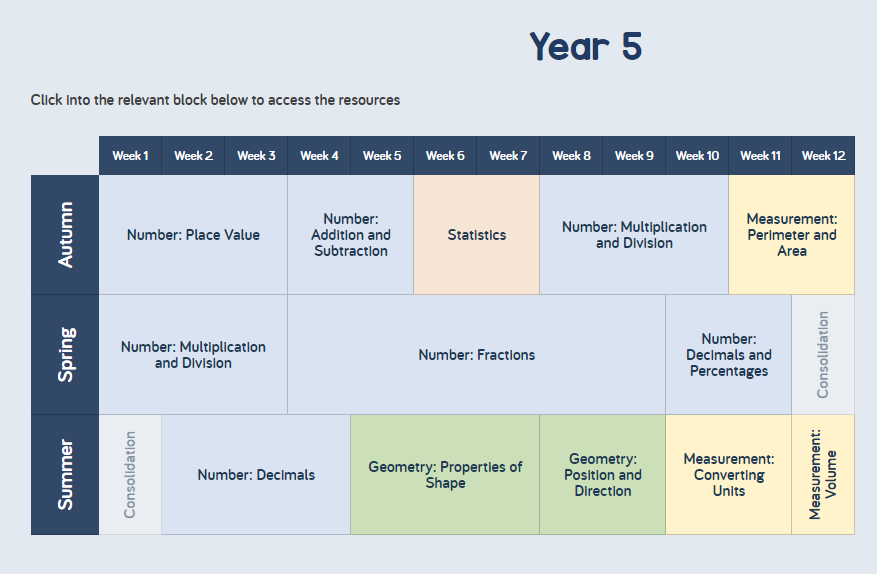 Year 5
Click into the relevant block below to access the resources
Week 1
Week 2
Week 3
Week 4
Week 5
Week 6
Week 7
Week 8
Week 9
Week 10
Week 11
Week 12
Autumn
Number: Place Value
Number:
Addition and
Subtraction
Statistics
Number: Multiplication
and Division
Measurement:
Perimeter and
Area
Spring
Number: Multiplication
and Division
Number: Fractions
Number:
Decimals and
Percentages
Consolidation
Summer
Consolidation
Number: Decimals
Geometry: Properties of
Shape
Geometry:
Position and
Direction
Measurement:
Converting
Units
Measurement:
Volume